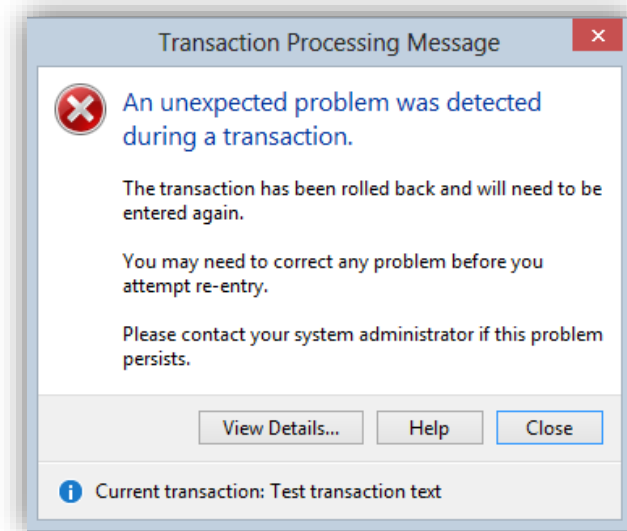 Transaction Processing Message
An unexpected problem was detected
during a transaction.
The transaction has been rolled back and will need to be
entered again.
You may need to correct any problem before you
attempt re-entry.
Please contact your system administrator if this problem
persists.
View Details... Help Close
Current transaction: Test transaction text